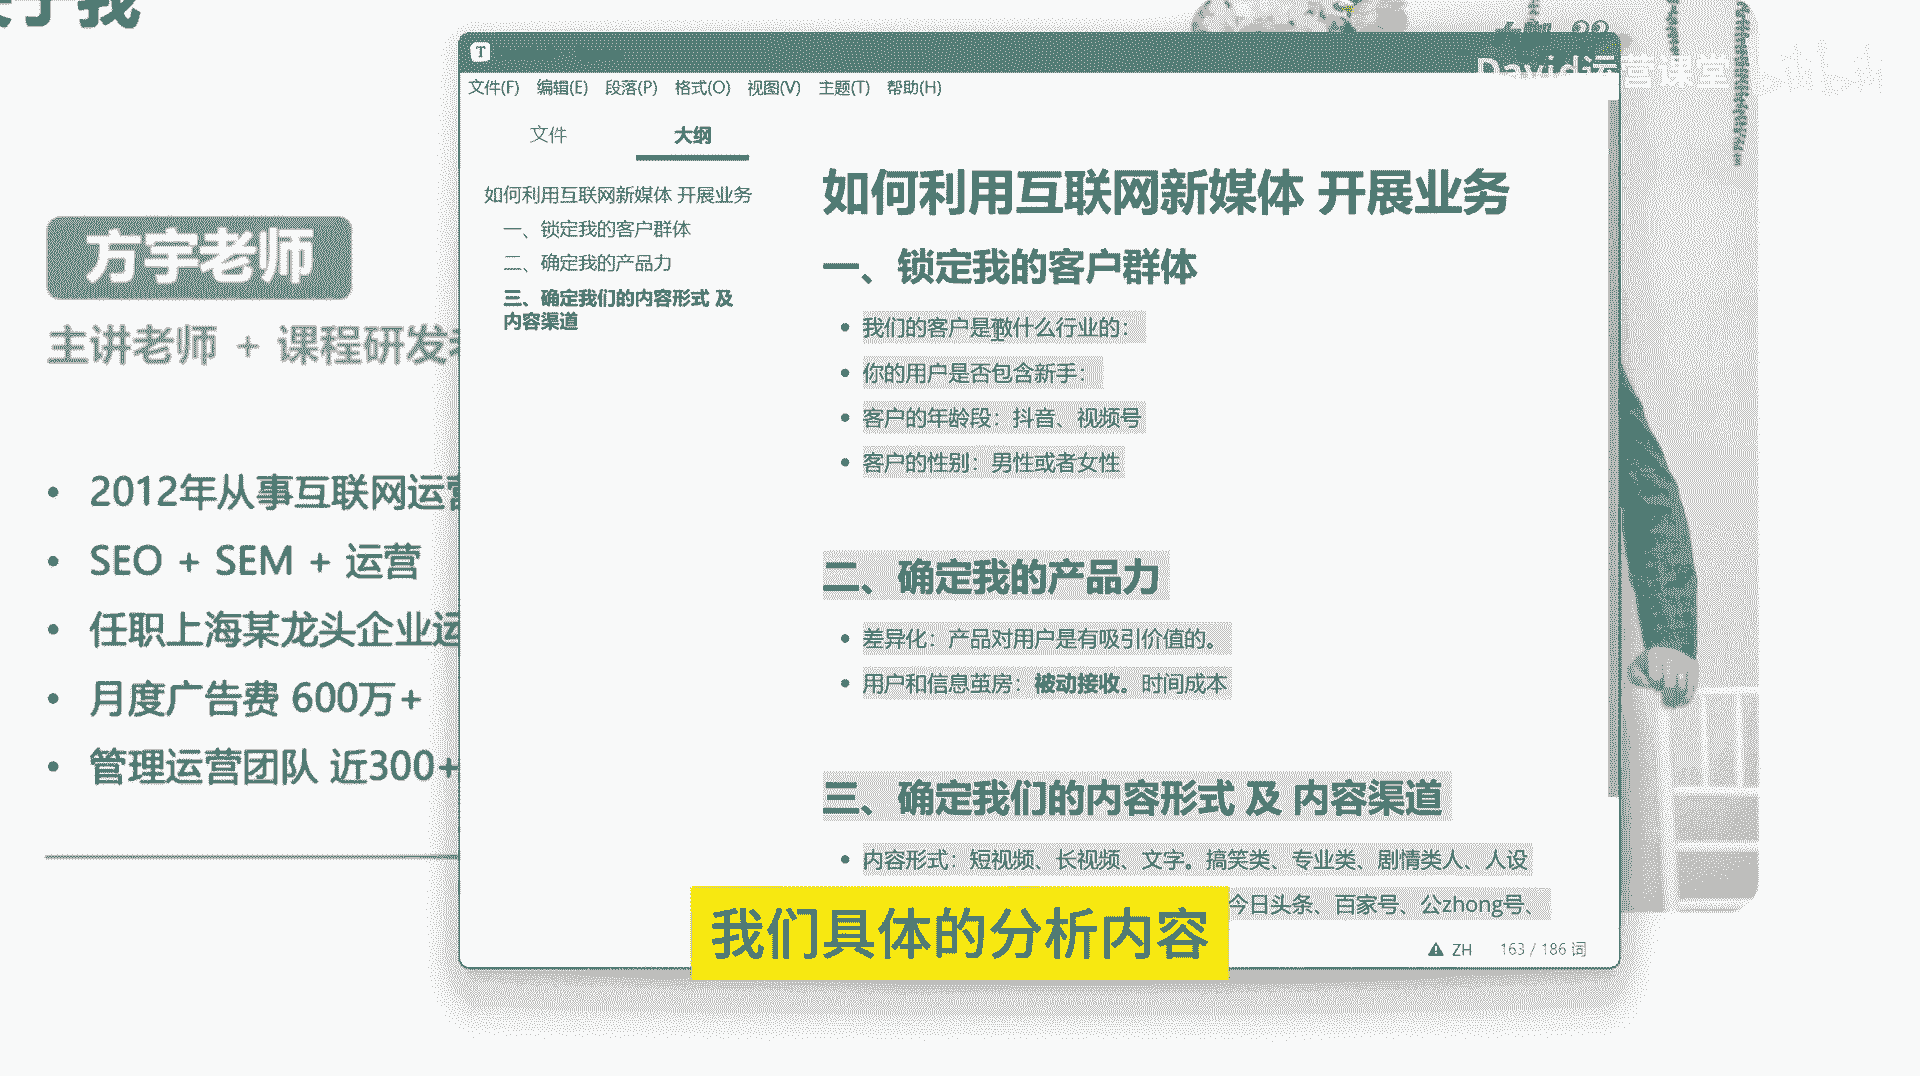 于我
方宇老师
主讲老师 + 课程研发
2012年从事互联网运营
SEO + SEM + 运营
任职上海某龙头企业运
月度广告费 600万+
管理运营团队 近300+
David运营课堂
T
文件(F) 编辑(E) 段落(P) 格式(O) 视图(V) 主题(T) 帮助(H)
文件 大纲
如何利用互联网新媒体 开展业务
一、锁定我的客户群体
二、确定我的产品力
三、确定我们的内容形式 及
内容渠道
如何利用互联网新媒体 开展业务
一、锁定我的客户群体
我们的客户是做什么行业的：
你的用户是否包含新手：
客户的年龄段：抖音、视频号
客户的性别：男性或者女性
二、确定我的产品力
差异化：产品对用户是有吸引价值的。
用户和信息茧房：被动接收。时间成本
三、确定我们的内容形式 及 内容渠道
内容形式：短视频、长视频、文字。搞笑类、专业类、剧情类人、人设
今日头条、百家号、公zhong号、
ZH 163 / 186 词
我们具体的分析内容